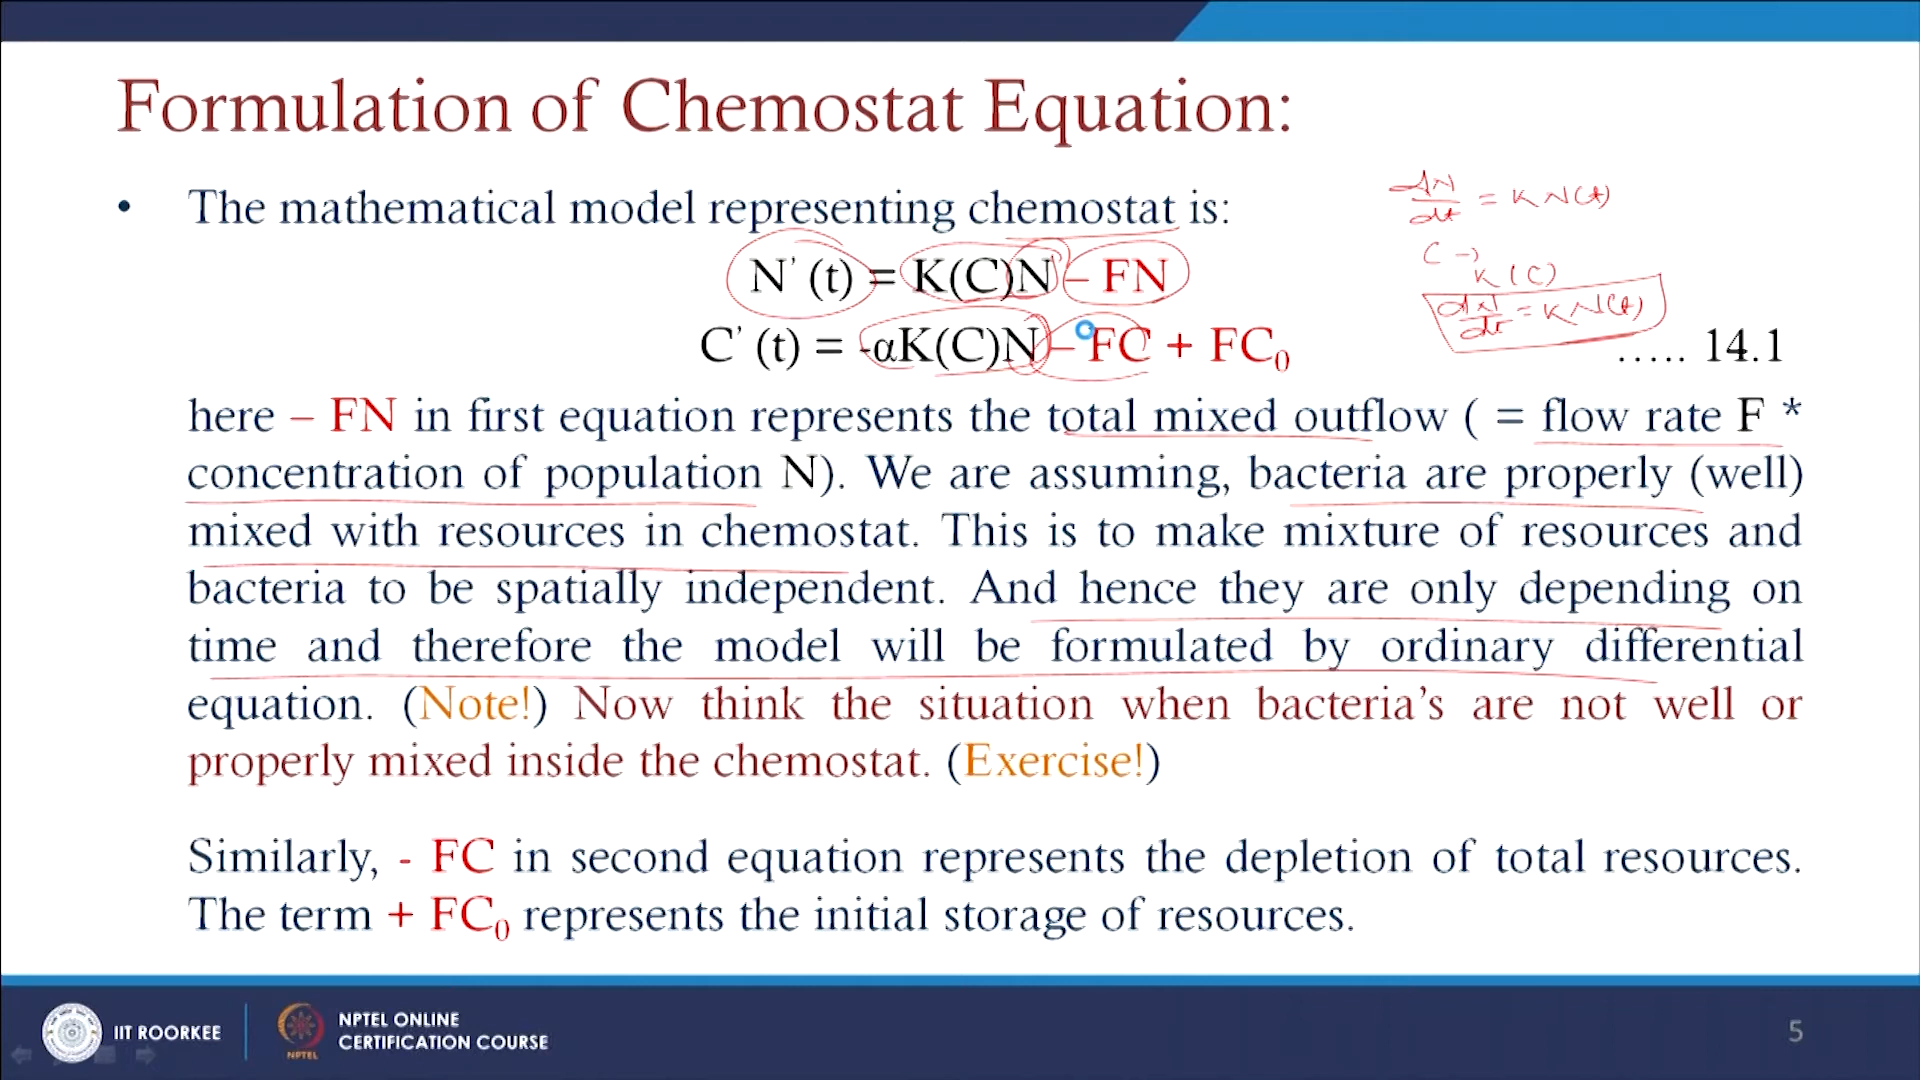 Formulation of Chemostat Equation:
• The mathematical model representing chemostat is:
dN/dt = K N(t)
C →
K(C)
dN/dt = K N(t)
N' (t) = K(C)N – FN
C' (t) = -αK(C)N – FC + FC₀ ..... 14.1
here – FN in first equation represents the total mixed outflow ( = flow rate F *
concentration of population N). We are assuming, bacteria are properly (well)
mixed with resources in chemostat. This is to make mixture of resources and
bacteria to be spatially independent. And hence they are only depending on
time and therefore the model will be formulated by ordinary differential
equation. (Note!) Now think the situation when bacteria's are not well or
properly mixed inside the chemostat. (Exercise!)
Similarly, - FC in second equation represents the depletion of total resources.
The term + FC₀ represents the initial storage of resources.
IIT ROORKEE
NPTEL
NPTEL ONLINE
CERTIFICATION COURSE
5